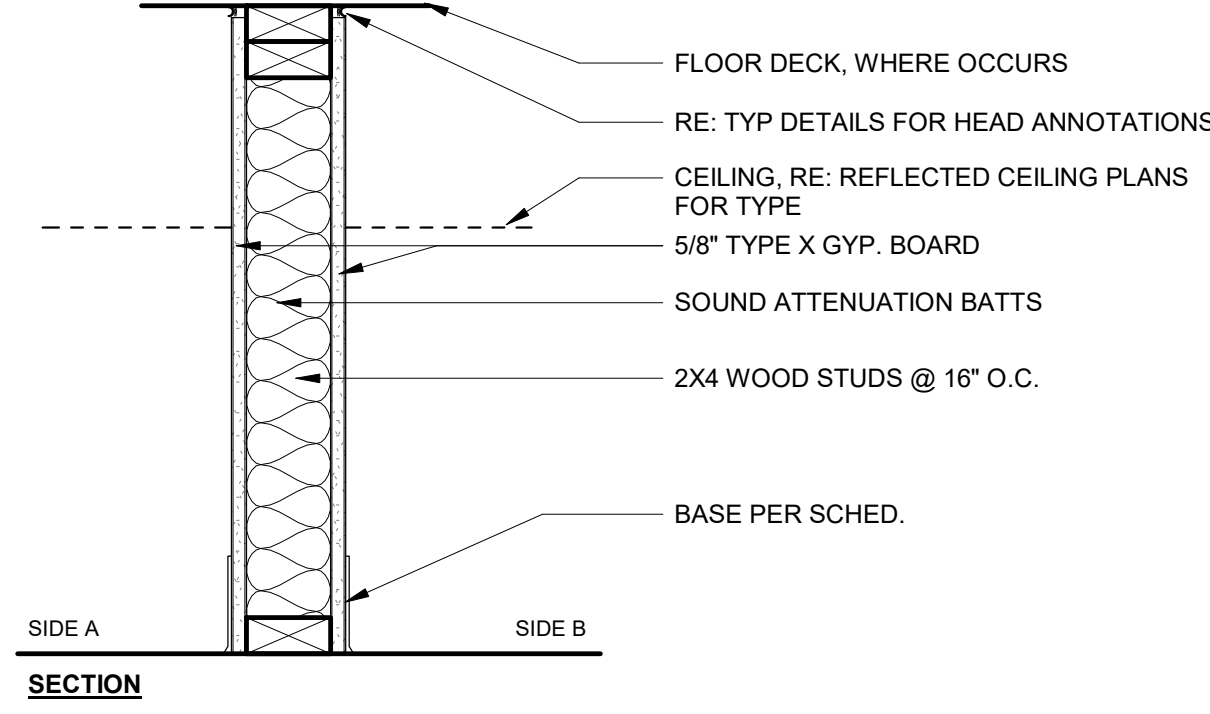 FLOOR DECK, WHERE OCCURS
RE: TYP DETAILS FOR HEAD ANNOTATIONS
CEILING, RE: REFLECTED CEILING PLANS
FOR TYPE
5/8" TYPE X GYP. BOARD
SOUND ATTENUATION BATTS
2X4 WOOD STUDS @ 16" O.C.
BASE PER SCHED.
SIDE A
SIDE B
SECTION